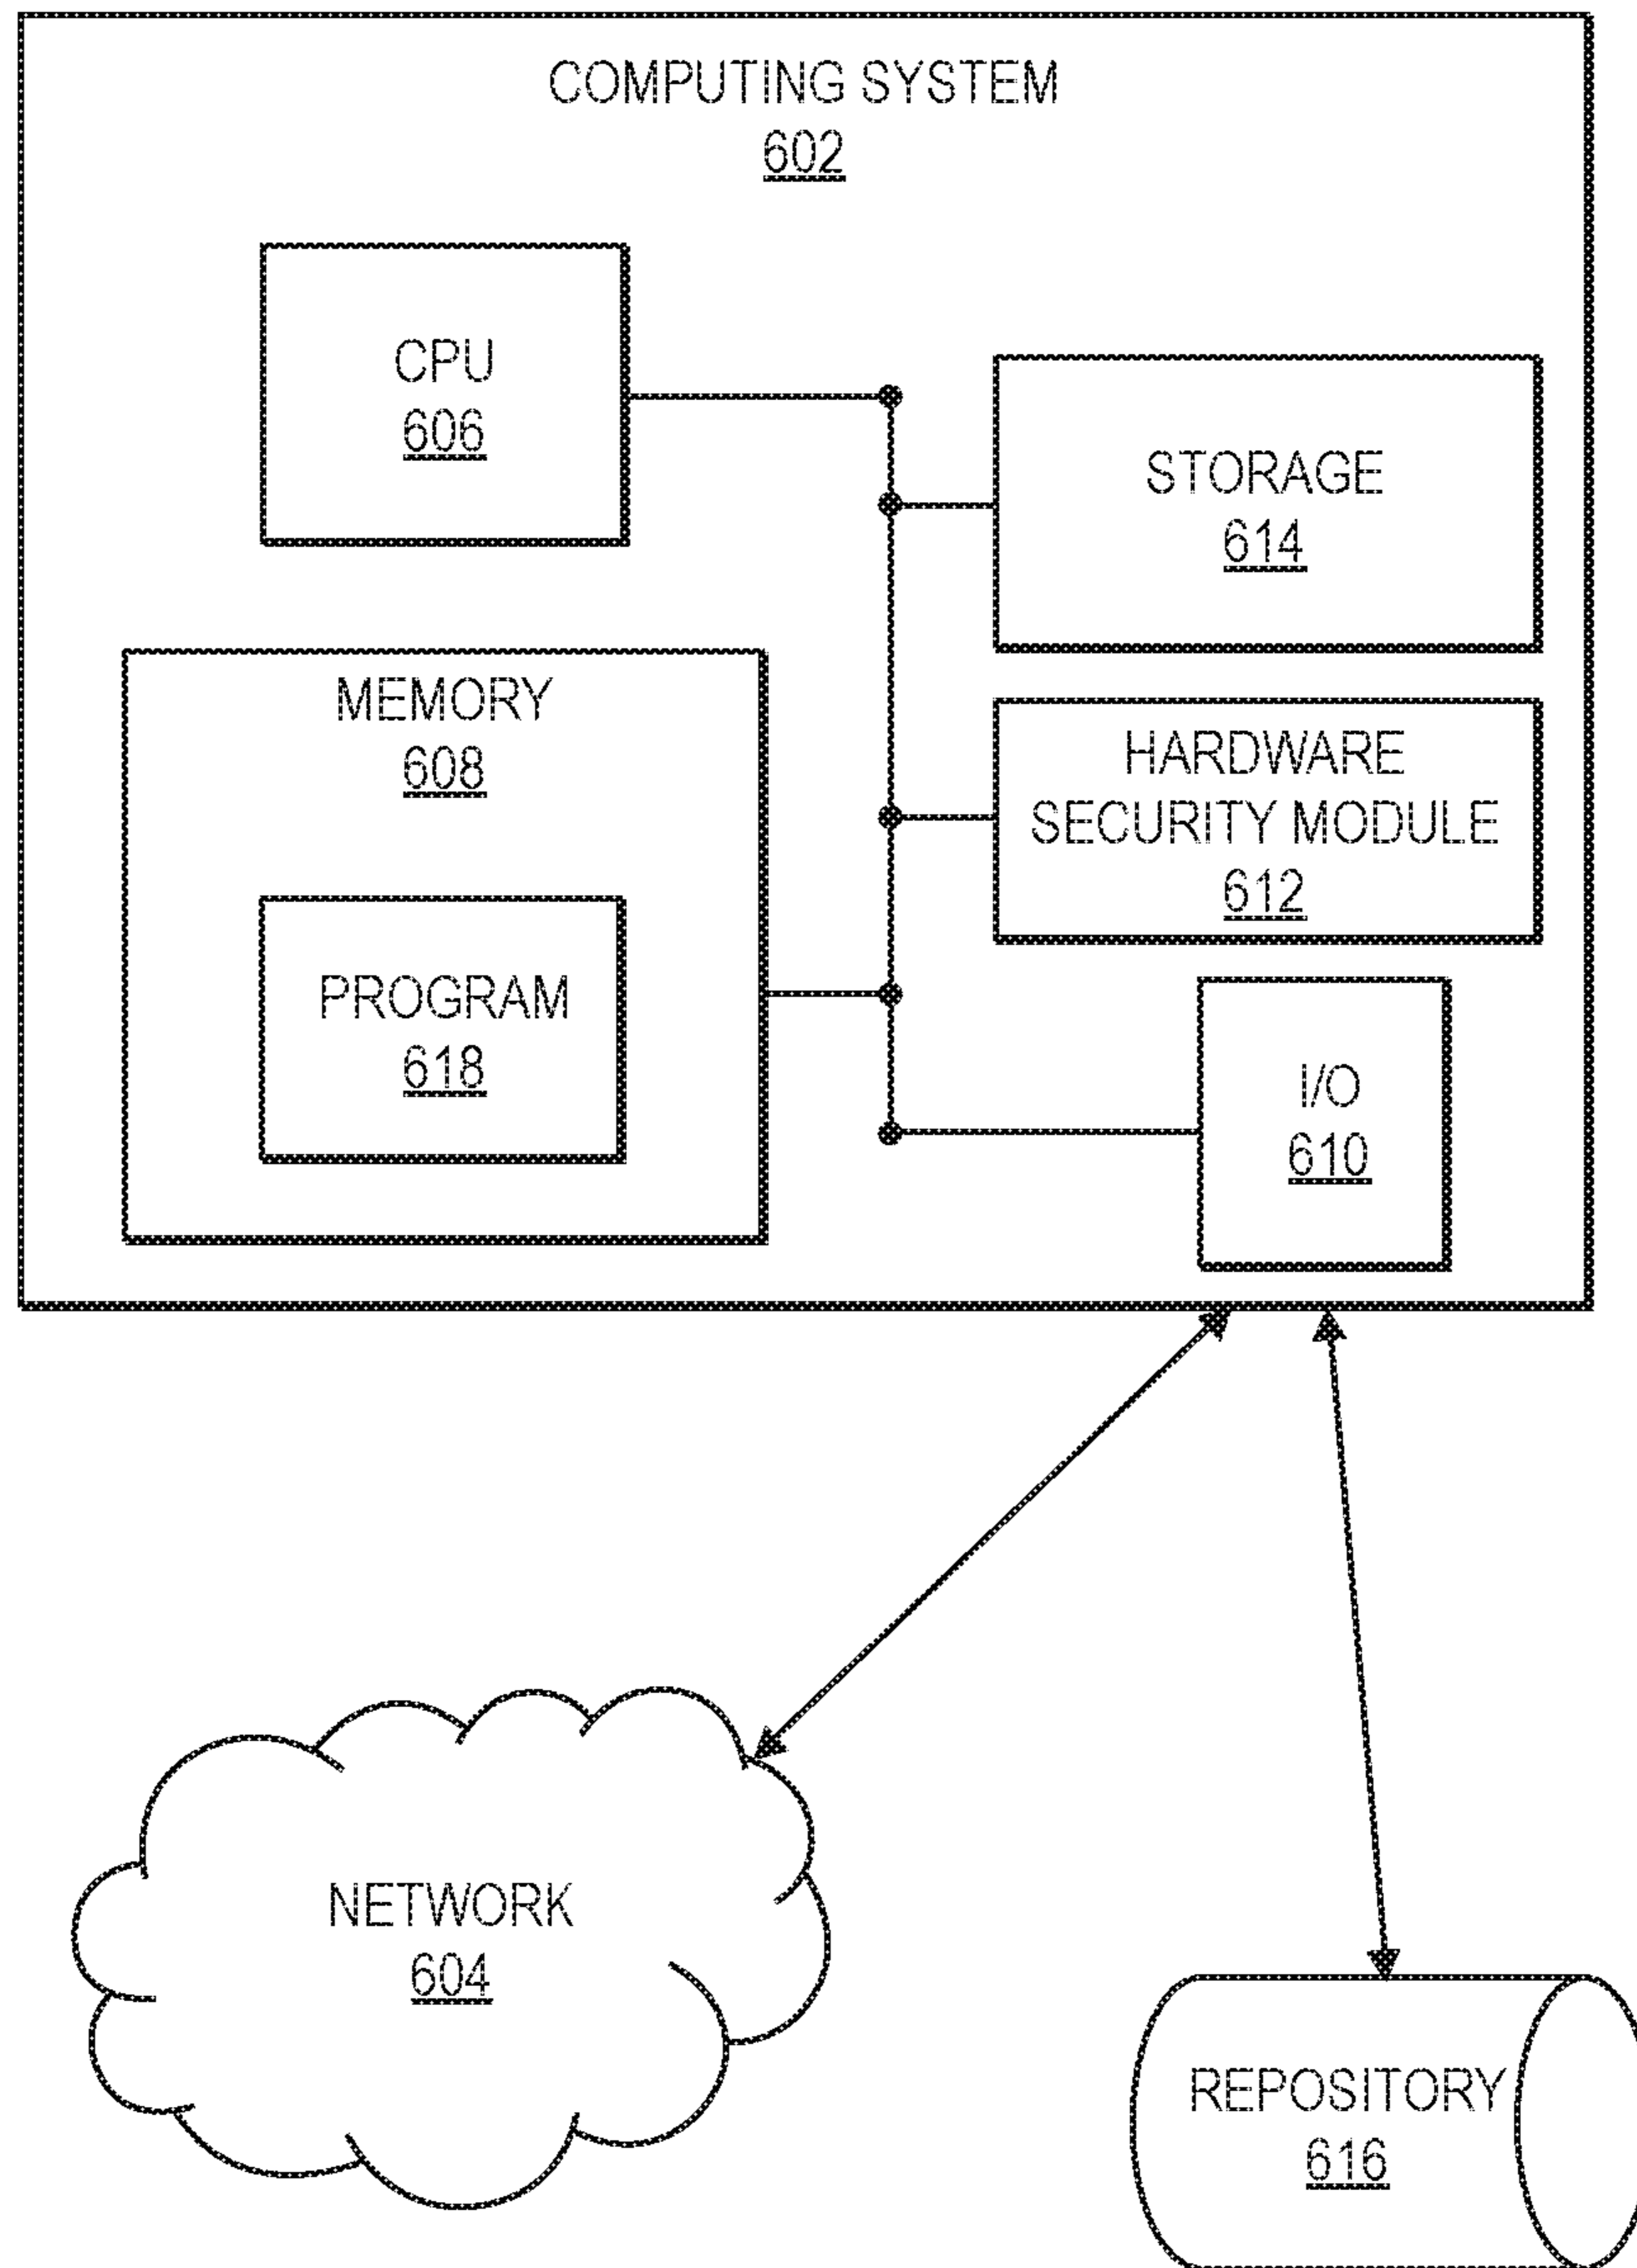 COMPUTING SYSTEM
602
CPU
606
STORAGE
614
MEMORY
608
HARDWARE
SECURITY MODULE
612
PROGRAM
618
I/O
610
NETWORK
604
REPOSITORY
616